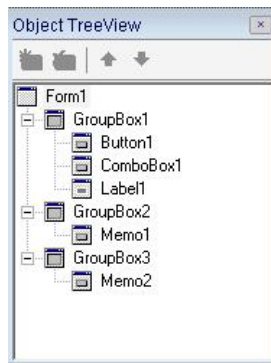 Object TreeView
Form1
GroupBox1
Button1
ComboBox1
Label1
GroupBox2
Memo1
GroupBox3
Memo2